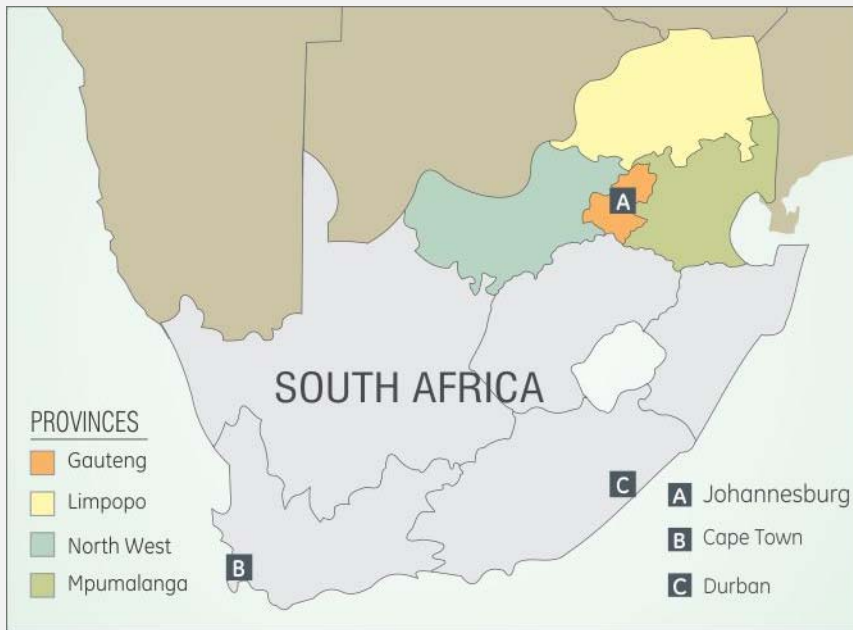 A
SOUTH AFRICA
PROVINCES
Gauteng
Limpopo
North West
Mpumalanga
B
C
A Johannesburg
B Cape Town
C Durban